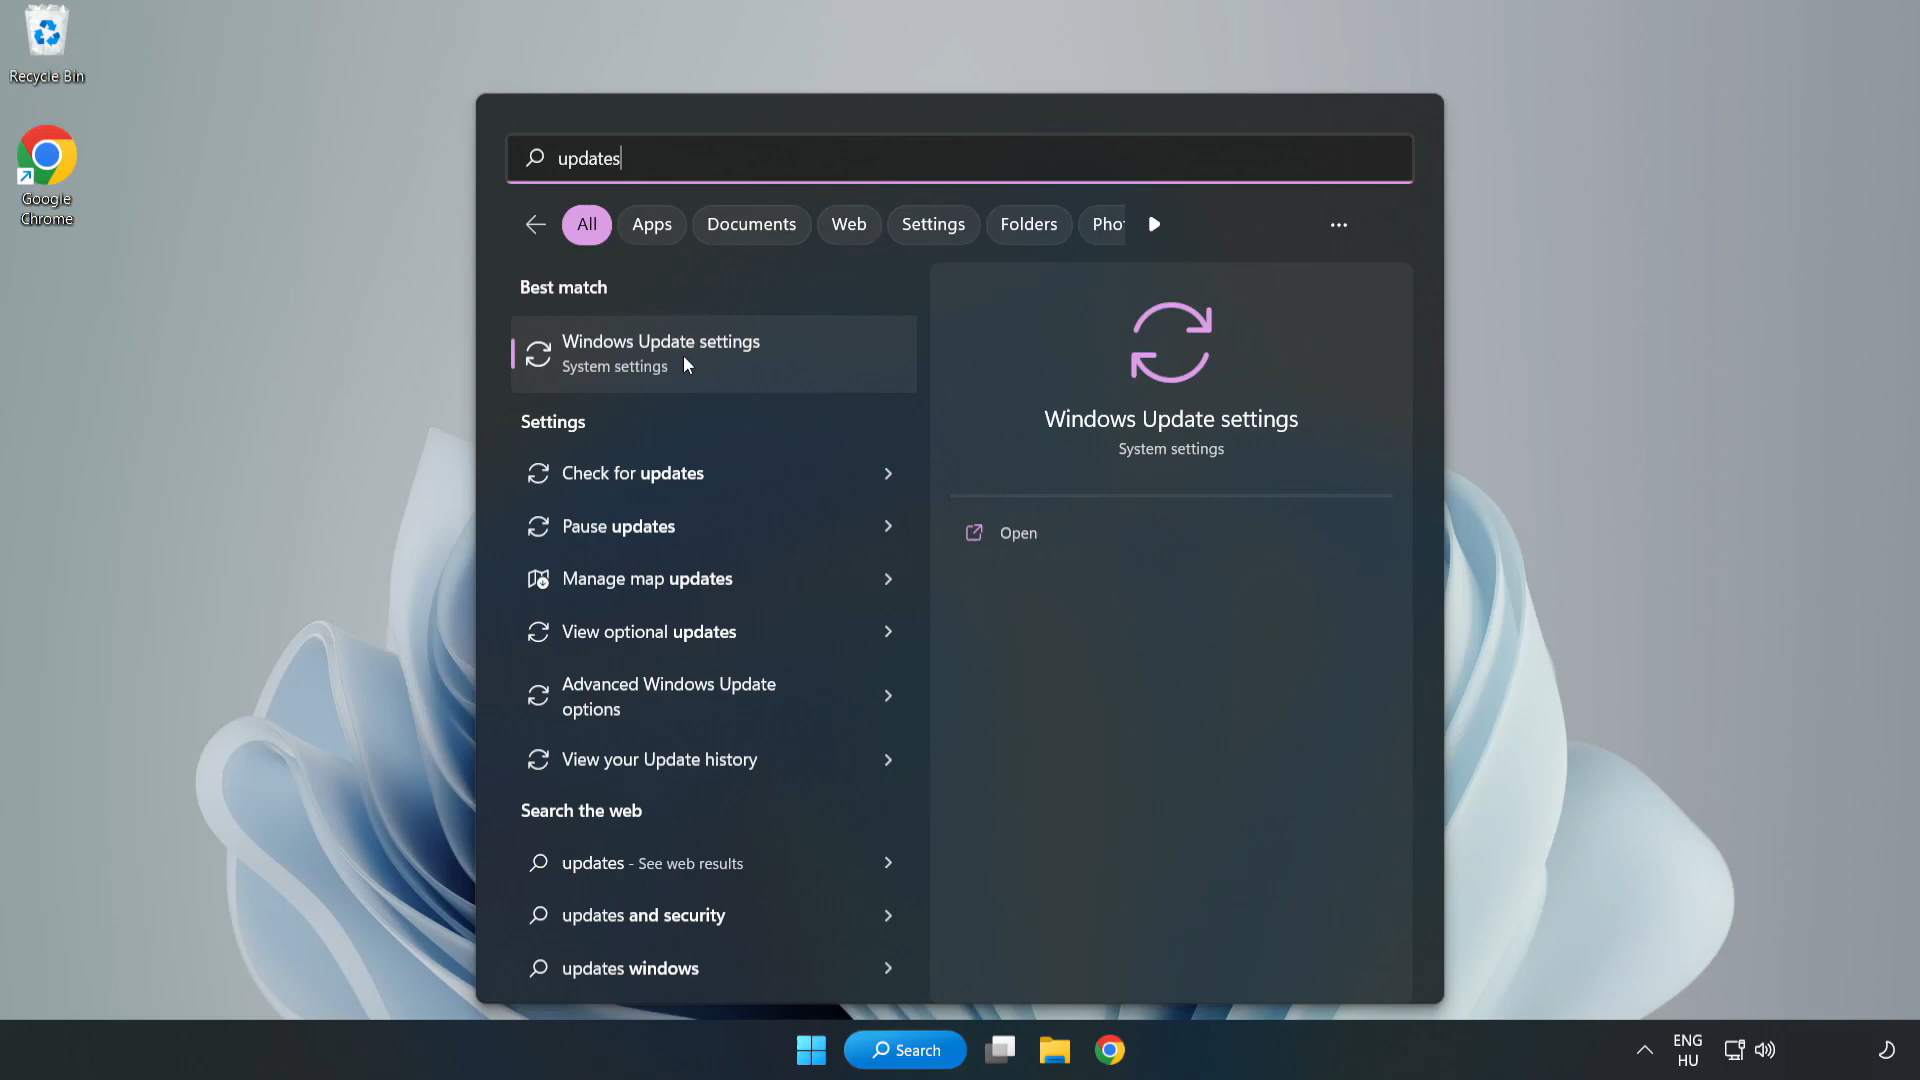 Recycle Bin
Google
Chrome
updates
All Apps Documents Web Settings Folders Pho
Best match
Windows Update settings
System settings
Settings
Check for updates
Pause updates
Manage map updates
View optional updates
Advanced Windows Update
options
View your Update history
Search the web
updates - See web results
updates and security
updates windows
Windows Update settings
System settings
Open
Search
ENG
HU